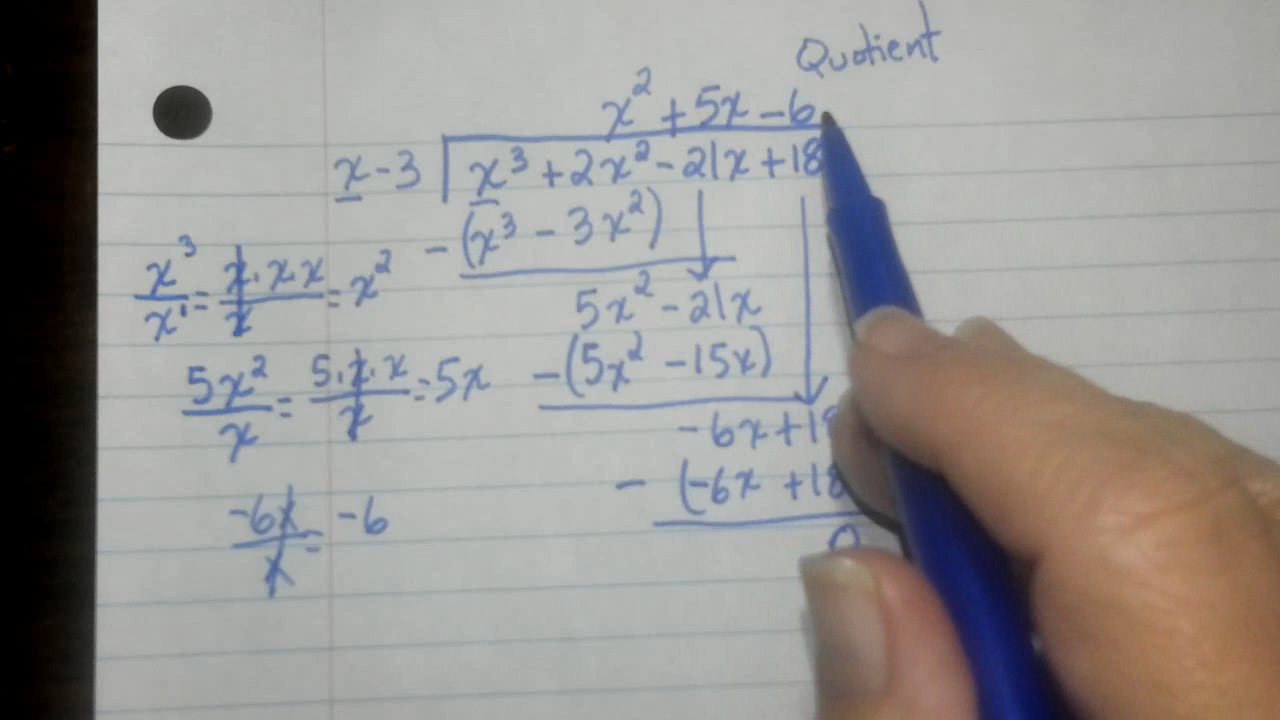 Quotient
x² + 5x - 6
x - 3 x³ + 2x² - 21x + 18
- (x³ - 3x²)
x³/x¹ = x·x·x/x = x²
5x² - 21x
5x²/x = 5·x·x/x = 5x
- (5x² - 15x)
-6x + 18
- (-6x + 18
-6x/x = -6
0